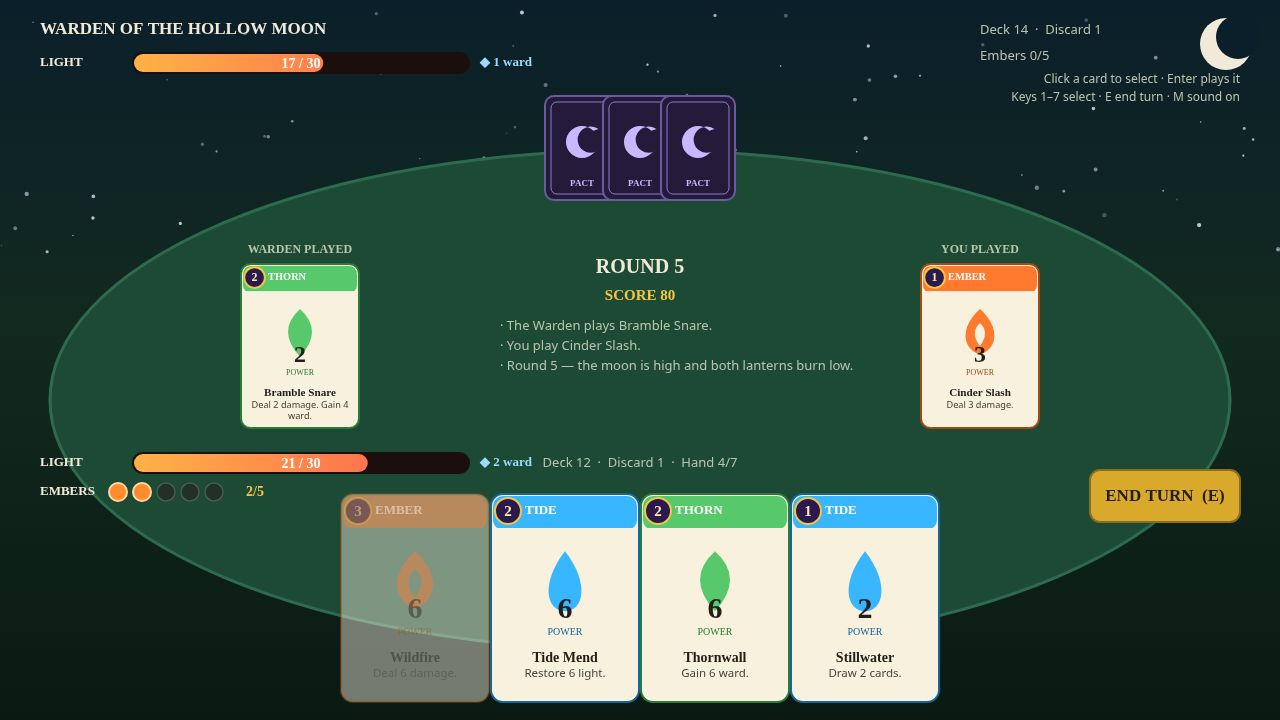 WARDEN OF THE HOLLOW MOON
LIGHT 17 / 30 ◆ 1 ward
Deck 14 · Discard 1
Embers 0/5
Click a card to select · Enter plays it
Keys 1–7 select · E end turn · M sound on
PACT PACT PACT
WARDEN PLAYED
2 THORN
2
POWER
Bramble Snare
Deal 2 damage. Gain 4
ward.
ROUND 5
SCORE 80
· The Warden plays Bramble Snare.
· You play Cinder Slash.
· Round 5 — the moon is high and both lanterns burn low.
YOU PLAYED
1 EMBER
3
POWER
Cinder Slash
Deal 3 damage.
LIGHT 21 / 30 ◆ 2 ward Deck 12 · Discard 1 · Hand 4/7
EMBERS 2/5
END TURN (E)
3 EMBER
6
POWER
Wildfire
Deal 6 damage.
2 TIDE
6
POWER
Tide Mend
Restore 6 light.
2 THORN
6
POWER
Thornwall
Gain 6 ward.
1 TIDE
2
POWER
Stillwater
Draw 2 cards.